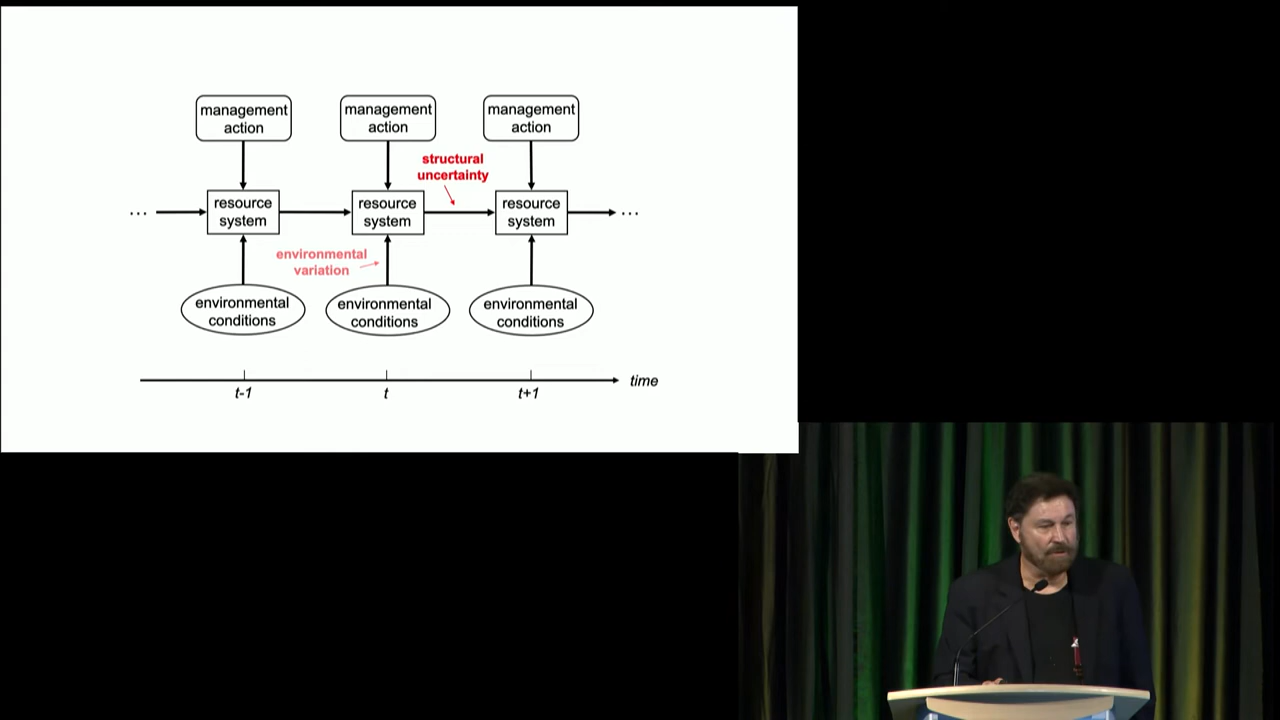 management
action
management
action
management
action
structural
uncertainty
...
resource
system
resource
system
resource
system
...
environmental
variation
environmental
conditions
environmental
conditions
environmental
conditions
time
t-1
t
t+1